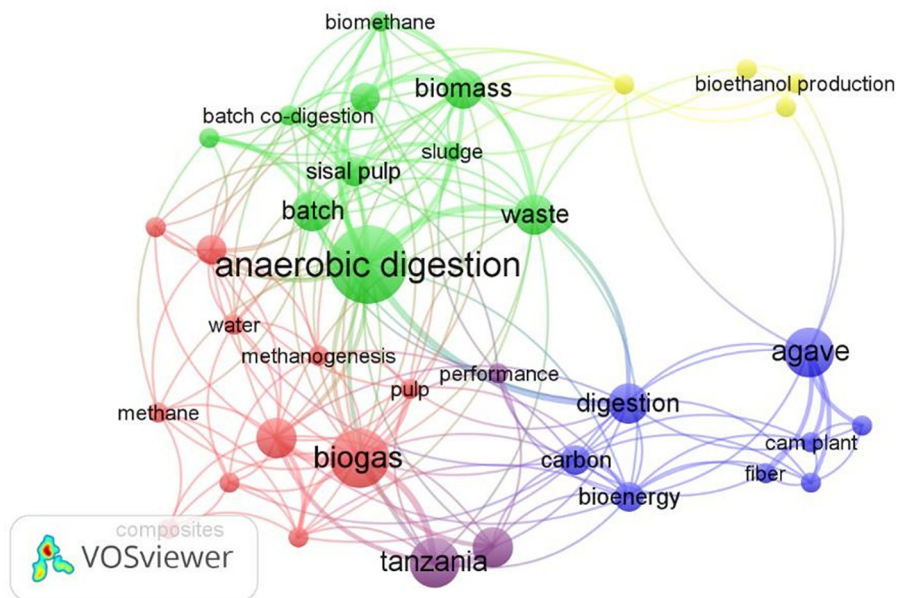 biomethane
biomass
bioethanol production
batch co-digestion
sludge
sisal pulp
batch
waste
anaerobic digestion
water
methanogenesis
agave
performance
pulp
digestion
methane
cam plant
biogas
carbon
fiber
bioenergy
composites
VOSviewer
tanzania